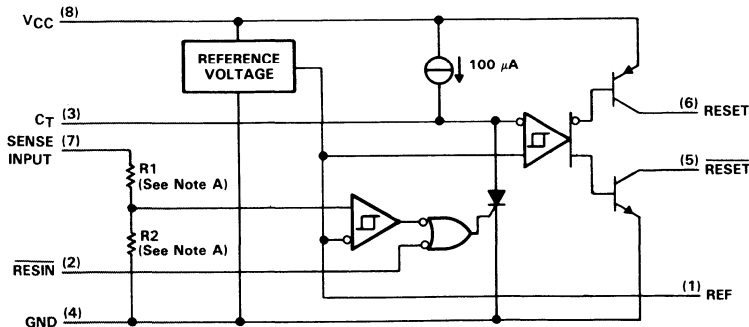 VCC (8)
REFERENCE
VOLTAGE
100 μA
(6) RESET
CT (3)
SENSE (7)
INPUT
R1
(See Note A)
(5) RESET
R2
(See Note A)
RESIN (2)
(1) REF
GND (4)